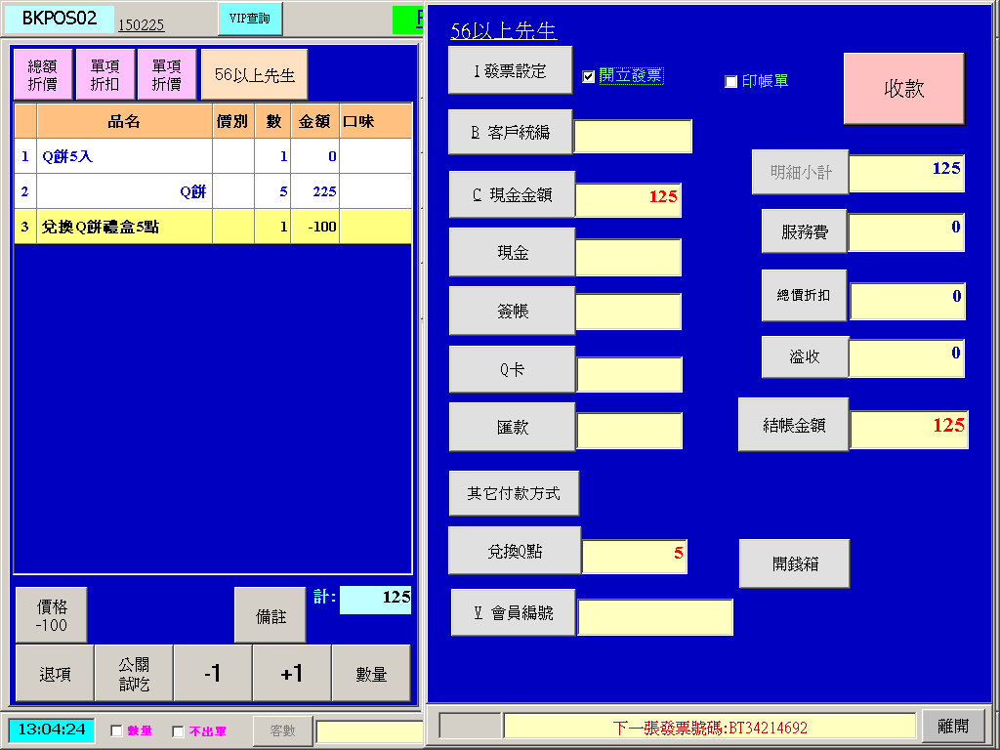 BKPOS02
150225
VIP查詢
總額
折價
單項
折扣
單項
折價
56以上先生
品名 價別 數 金額 口味
1 Q餅5入 1 0
2 Q餅 5 225
3 兌換Q餅禮盒5點 1 -100
價格
-100
備註
計: 125
退項
公關
試吃
-1
+1
數量
13:04:24
數量
不出單
客數
56以上先生
I 發票設定
開立發票
印帳單
收款
B 客戶統編
明細小計 125
C 現金金額 125
服務費 0
現金
總價折扣 0
簽帳
溢收 0
Q卡
結帳金額 125
匯款
其它付款方式
兌換Q點 5
開錢箱
V 會員編號
下一張發票號碼:BT34214692
離開